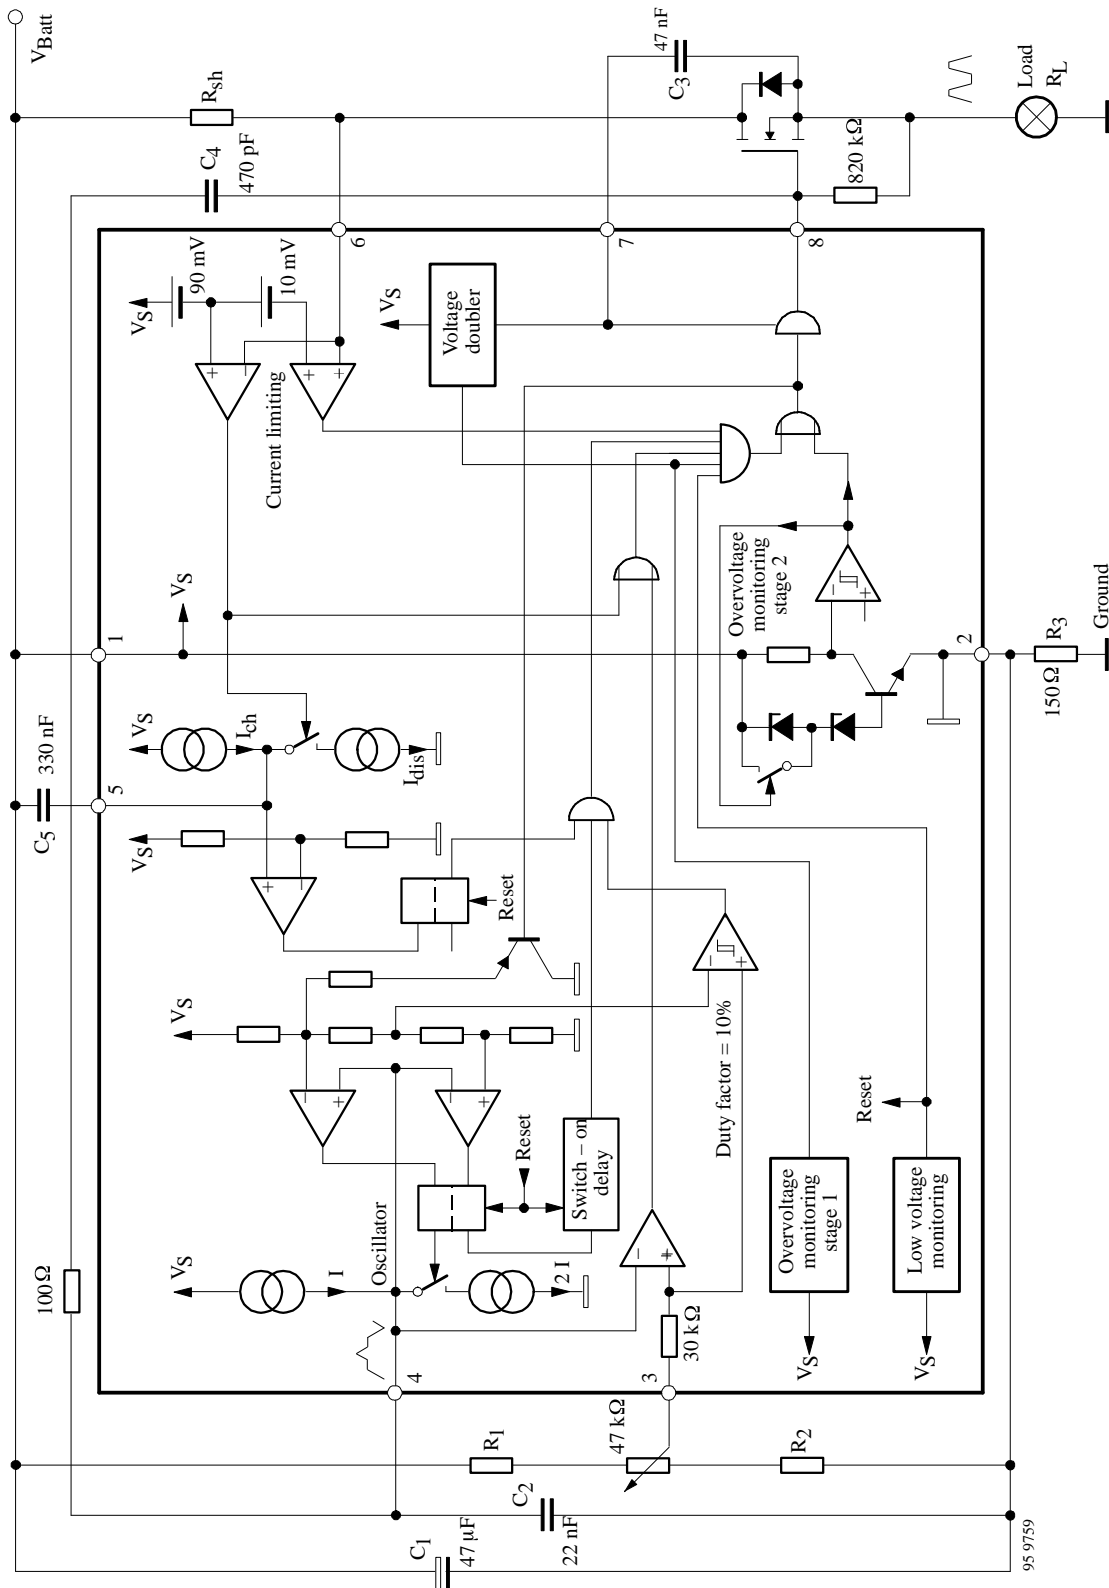 VBatt
Rsh
C4
470 pF
C3
47 nF
820 kΩ
Load
RL
6
7
8
VS
90 mV
10 mV
Current limiting
VS
Voltage
doubler
1
VS
Overvoltage
monitoring
stage 2
2
R3
150 Ω
Ground
C5
330 nF
5
VS
Ich
Idis
VS
Reset
VS
Duty factor = 10%
Reset
Switch – on
delay
Reset
Oscillator
VS
I
2 I
Overvoltage
monitoring
stage 1
Low voltage
monitoring
VS
VS
100 Ω
4
3
30 kΩ
47 kΩ
R1
R2
C2
22 nF
C1
47 µF
95 9759